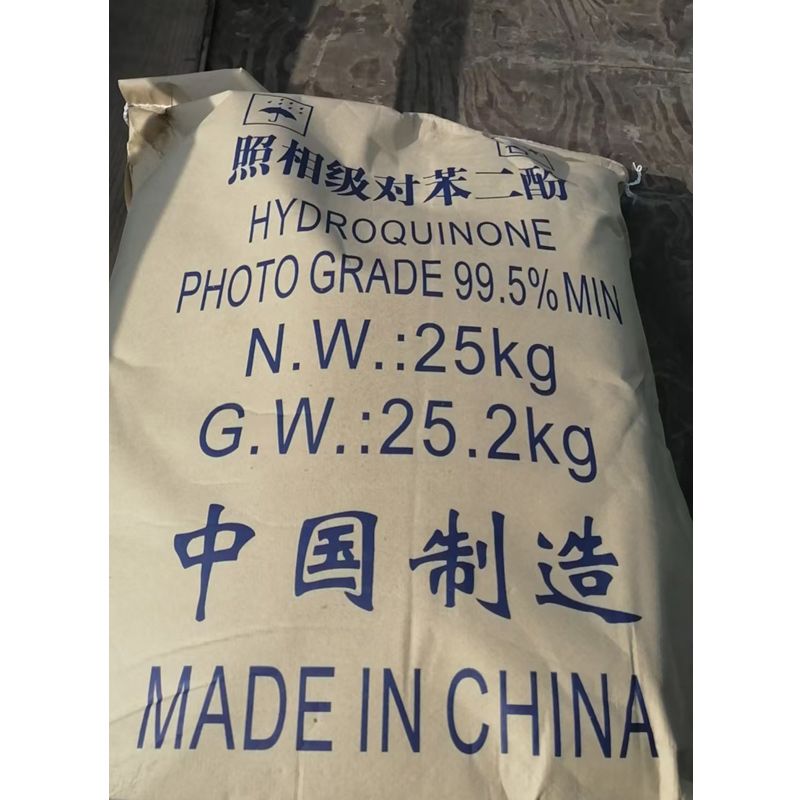 照相级对苯二酚
HYDROQUINONE
PHOTO GRADE 99.5% MIN
N.W.:25kg
G.W.:25.2kg
中国制造
MADE IN CHINA